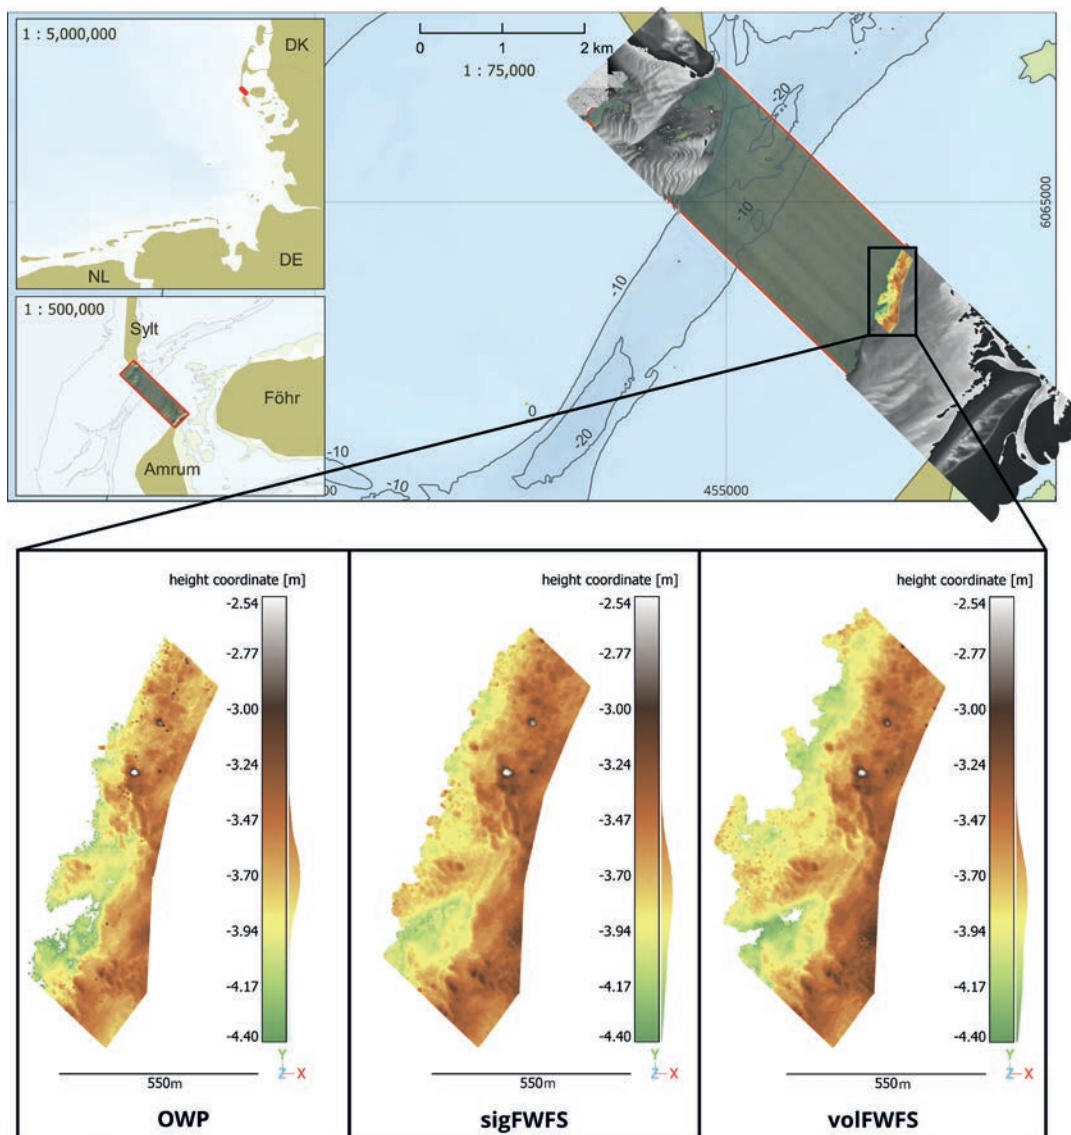 1 : 5,000,000
DK
DE
NL
1 : 500,000
Sylt
Föhr
Amrum
0 1 2 km
1 : 75,000
-20
-10
-10
6065000
-10
0
-20
-10
-10
00
455000
height coordinate [m]
-2.54
-2.77
-3.00
-3.24
-3.47
-3.70
-3.94
-4.17
-4.40
Y
Z X
550m
OWP
height coordinate [m]
-2.54
-2.77
-3.00
-3.24
-3.47
-3.70
-3.94
-4.17
-4.40
Y
Z X
550m
sigFWFS
height coordinate [m]
-2.54
-2.77
-3.00
-3.24
-3.47
-3.70
-3.94
-4.17
-4.40
Y
Z X
550m
volFWFS